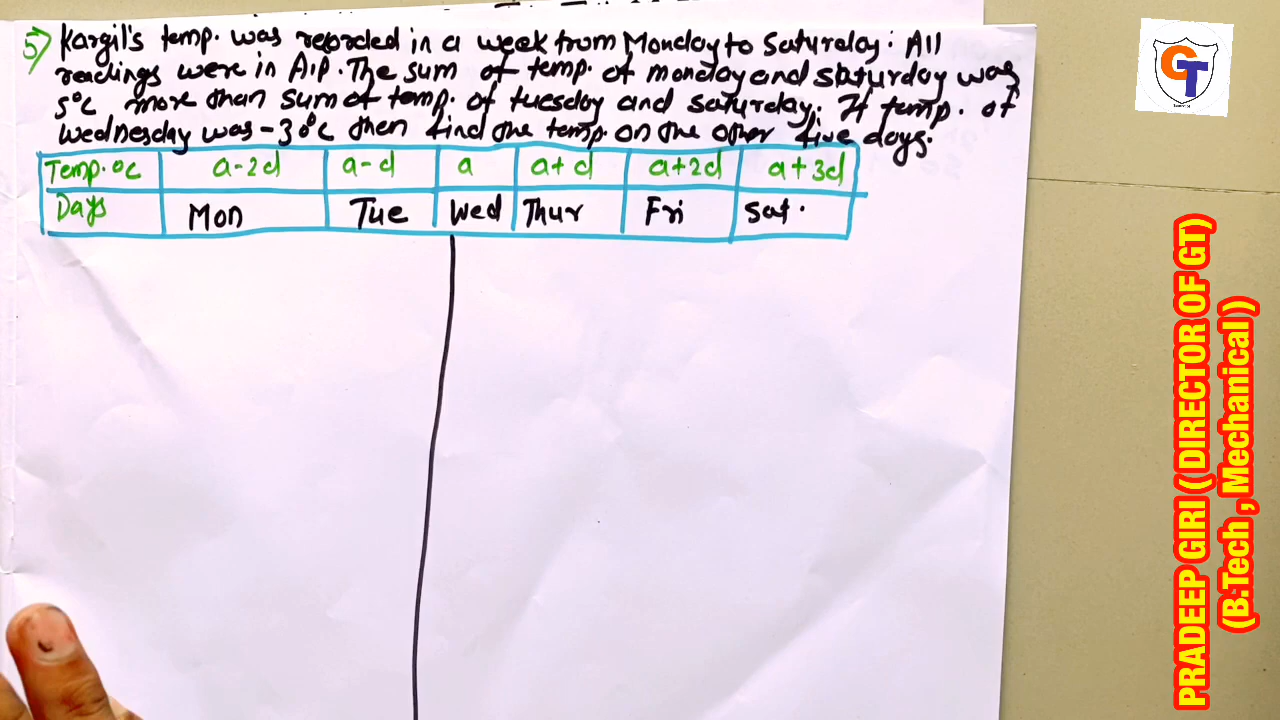 5) Kargil's temp. was recorded in a week from Monday to Saturday. All
readings were in A.P. The sum of temp. of monday and saturday was
5°C more than sum of temp. of tuesday and saturday. If temp. of
wednesday was -30°C then find the temp. on the other five days.
Temp. °C a-2d a-d a a+d a+2d a+3d
Days Mon Tue Wed Thur Fri Sat.
GT
PRADEEP GIRI ( DIRECTOR OF GT)
(B.Tech , Mechanical )